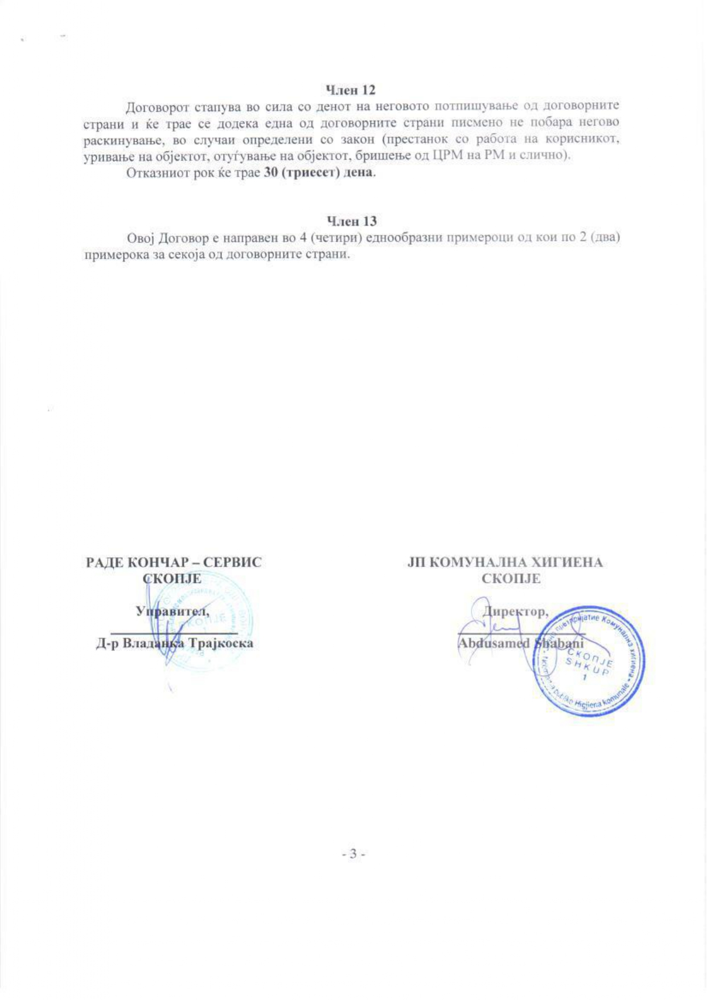 Член 12
Договорот стапува во сила со денот на неговото потпишување од договорните
страни и ќе трае се додека една од договорните страни писмено не побара негово
раскинување, во случаи определени со закон (престанок со работа на корисникот,
уривање на објектот, отуѓување на објектот, бришење од ЦРМ на РМ и слично).
Отказниот рок ќе трае 30 (триесет) дена.
Член 13
Овој Договор е направен во 4 (четири) еднообразни примероци од кои по 2 (два)
примерока за секоја од договорните страни.
РАДЕ КОНЧАР – СЕРВИС
СКОПЈЕ
Управител,
Д-р Владанка Трајкоска
СКОПЈЕ
ЈП КОМУНАЛНА ХИГИЕНА
СКОПЈЕ
Директор,
Abdusamed Shabani
претпријатие Комунална хигиена
СКОПЈЕ
SHKUP
1
Higjiena komunale
- 3 -